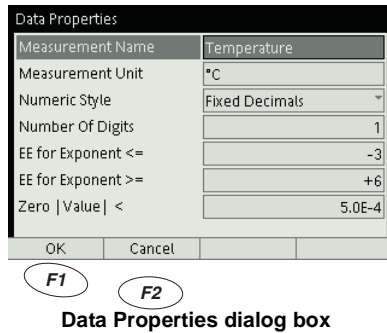 Data Properties
Measurement Name Temperature
Measurement Unit °C
Numeric Style Fixed Decimals
Number Of Digits 1
EE for Exponent <= -3
EE for Exponent >= +6
Zero |Value| < 5.0E-4
OK Cancel
F1 F2
Data Properties dialog box